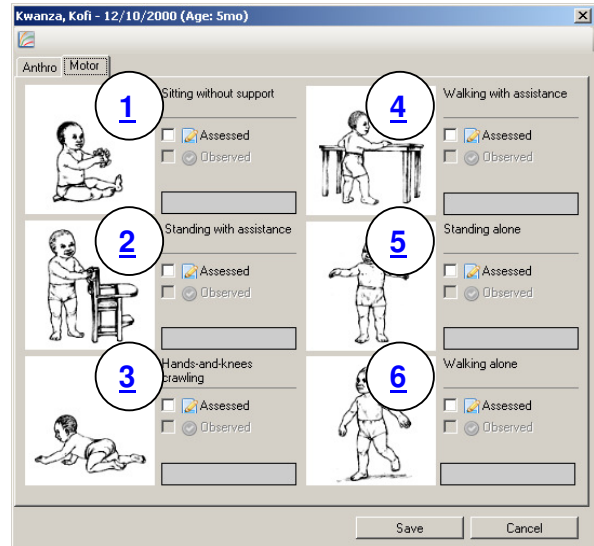 Kwanza, Kofi - 12/10/2000 (Age: 5mo)
Anthro Motor
1
Sitting without support
Assessed
Observed
2
Standing with assistance
Assessed
Observed
3
Hands-and-knees
crawling
Assessed
Observed
4
Walking with assistance
Assessed
Observed
5
Standing alone
Assessed
Observed
6
Walking alone
Assessed
Observed
Save Cancel